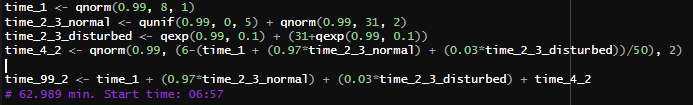 time_1 <- qnorm(0.99, 8, 1)
time_2_3_normal <- qunif(0.99, 0, 5) + qnorm(0.99, 31, 2)
time_2_3_disturbed <- qexp(0.99, 0.1) + (31+qexp(0.99, 0.1))
time_4_2 <- qnorm(0.99, (6-(time_1 + (0.97*time_2_3_normal) + (0.03*time_2_3_disturbed))/50), 2)
time_99_2 <- time_1 + (0.97*time_2_3_normal) + (0.03*time_2_3_disturbed) + time_4_2
# 62.989 min. Start time: 06:57